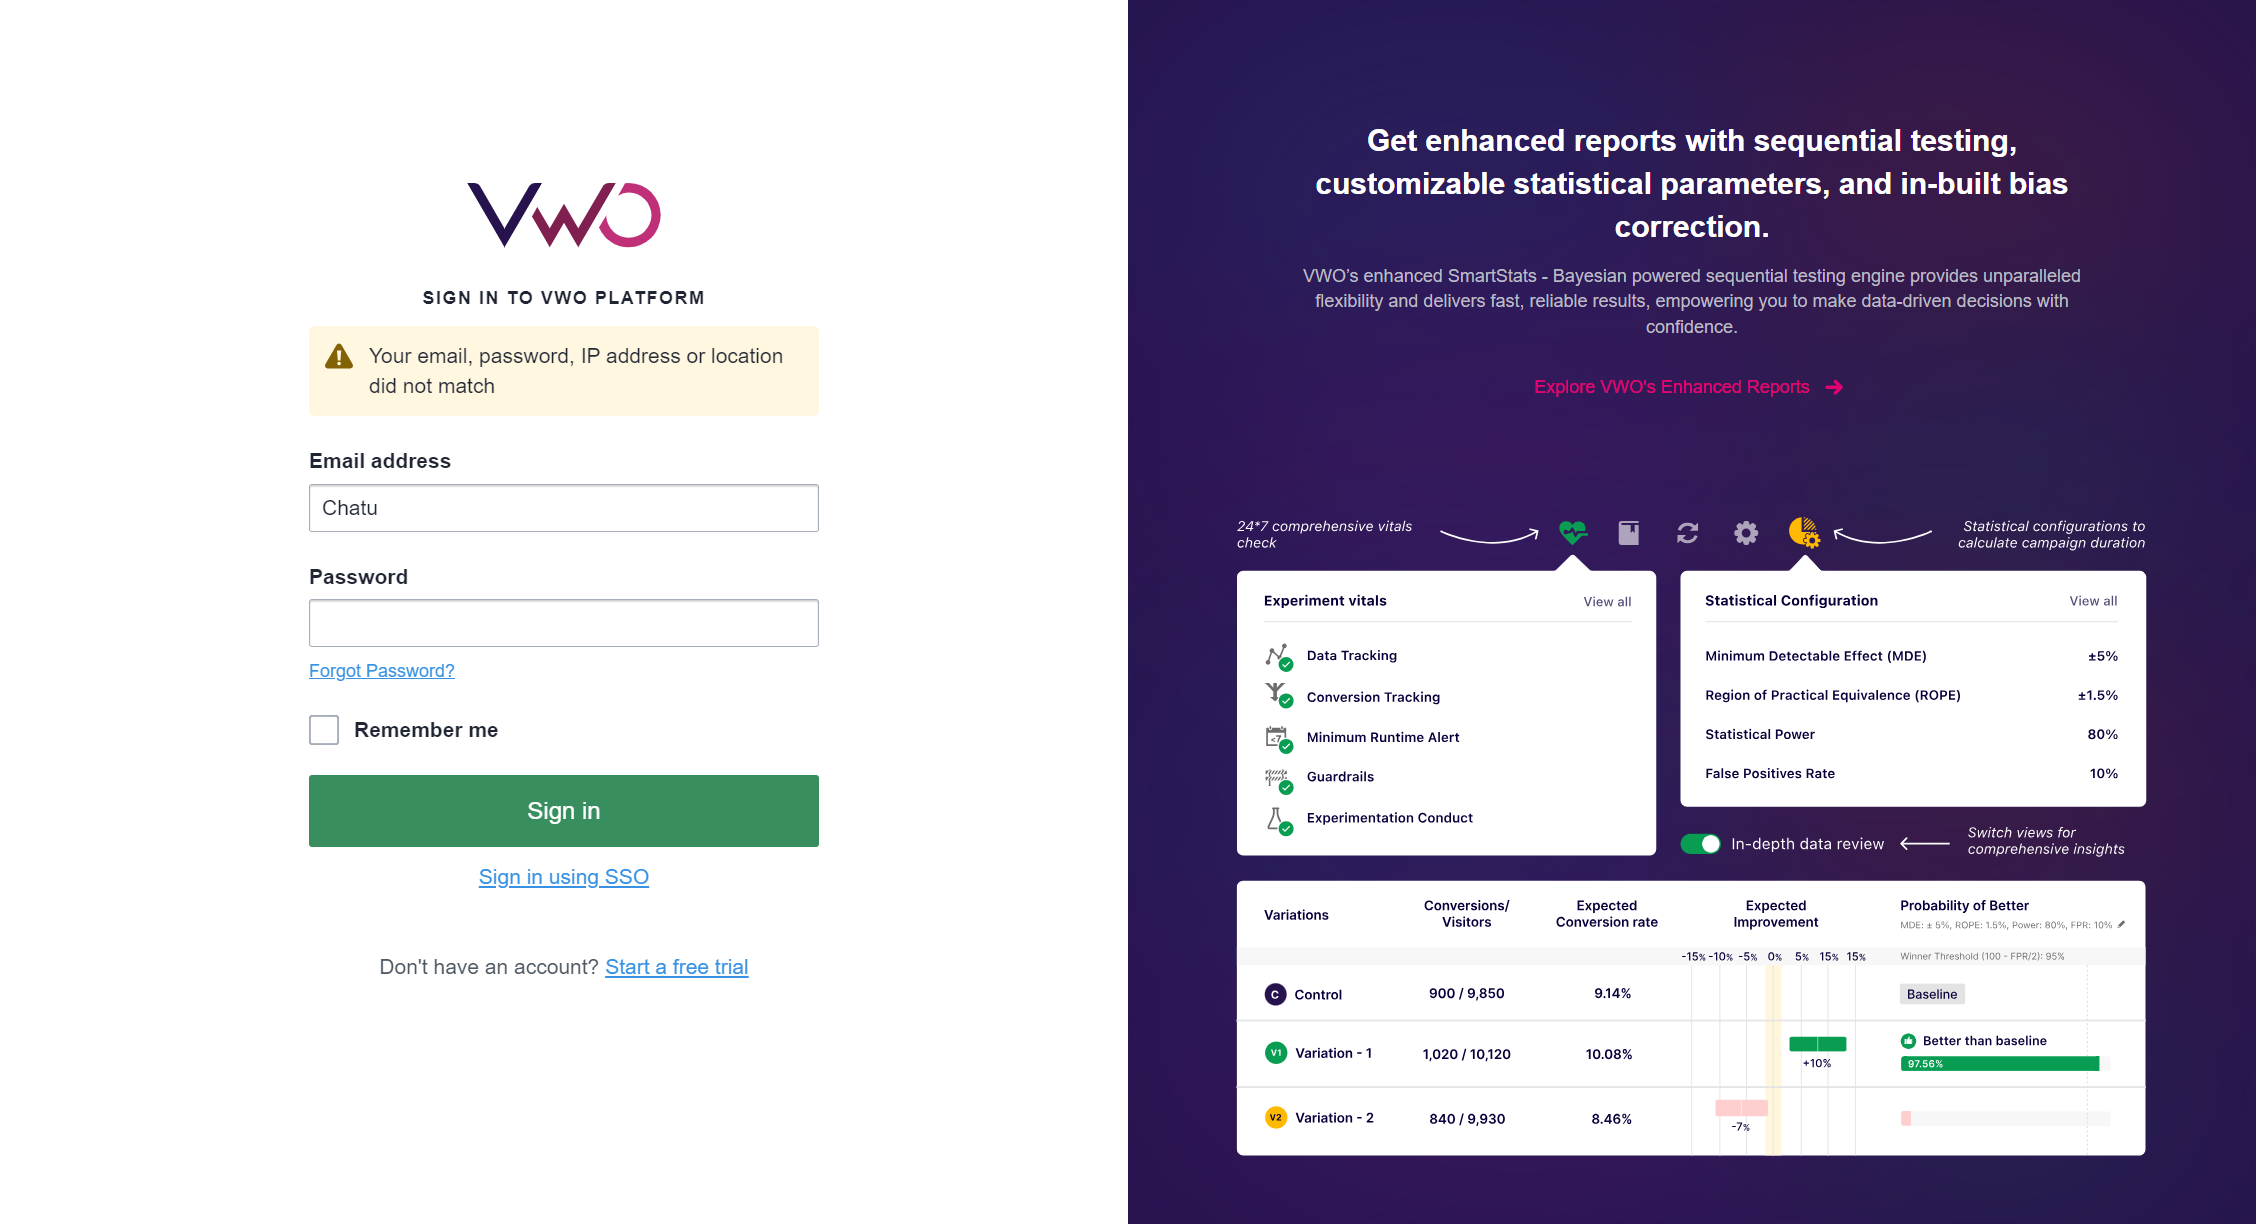 VWO
SIGN IN TO VWO PLATFORM
Your email, password, IP address or location
did not match
Email address
Chatu
Password
Forgot Password?
Remember me
Sign in
Sign in using SSO
Don't have an account? Start a free trial
Get enhanced reports with sequential testing,
customizable statistical parameters, and in-built bias
correction.
VWO’s enhanced SmartStats - Bayesian powered sequential testing engine provides unparalleled
flexibility and delivers fast, reliable results, empowering you to make data-driven decisions with
confidence.
Explore VWO's Enhanced Reports
24*7 comprehensive vitals
check
Statistical configurations to
calculate campaign duration
Experiment vitals View all
Data Tracking
Conversion Tracking
<7
Minimum Runtime Alert
Guardrails
Experimentation Conduct
Statistical Configuration View all
Minimum Detectable Effect (MDE) ±5%
Region of Practical Equivalence (ROPE) ±1.5%
Statistical Power 80%
False Positives Rate 10%
In-depth data review
Switch views for
comprehensive insights
Variations
Conversions/
Visitors
Expected
Conversion rate
Expected
Improvement
Probability of Better
MDE: ± 5%, ROPE: 1.5%, Power: 80%, FPR: 10%
-15% -10% -5% 0% 5% 15% 15%
Winner Threshold (100 - FPR/2): 95%
C Control 900 / 9,850 9.14% Baseline
V1 Variation - 1 1,020 / 10,120 10.08% +10% Better than baseline
97.56%
V2 Variation - 2 840 / 9,930 8.46% -7%